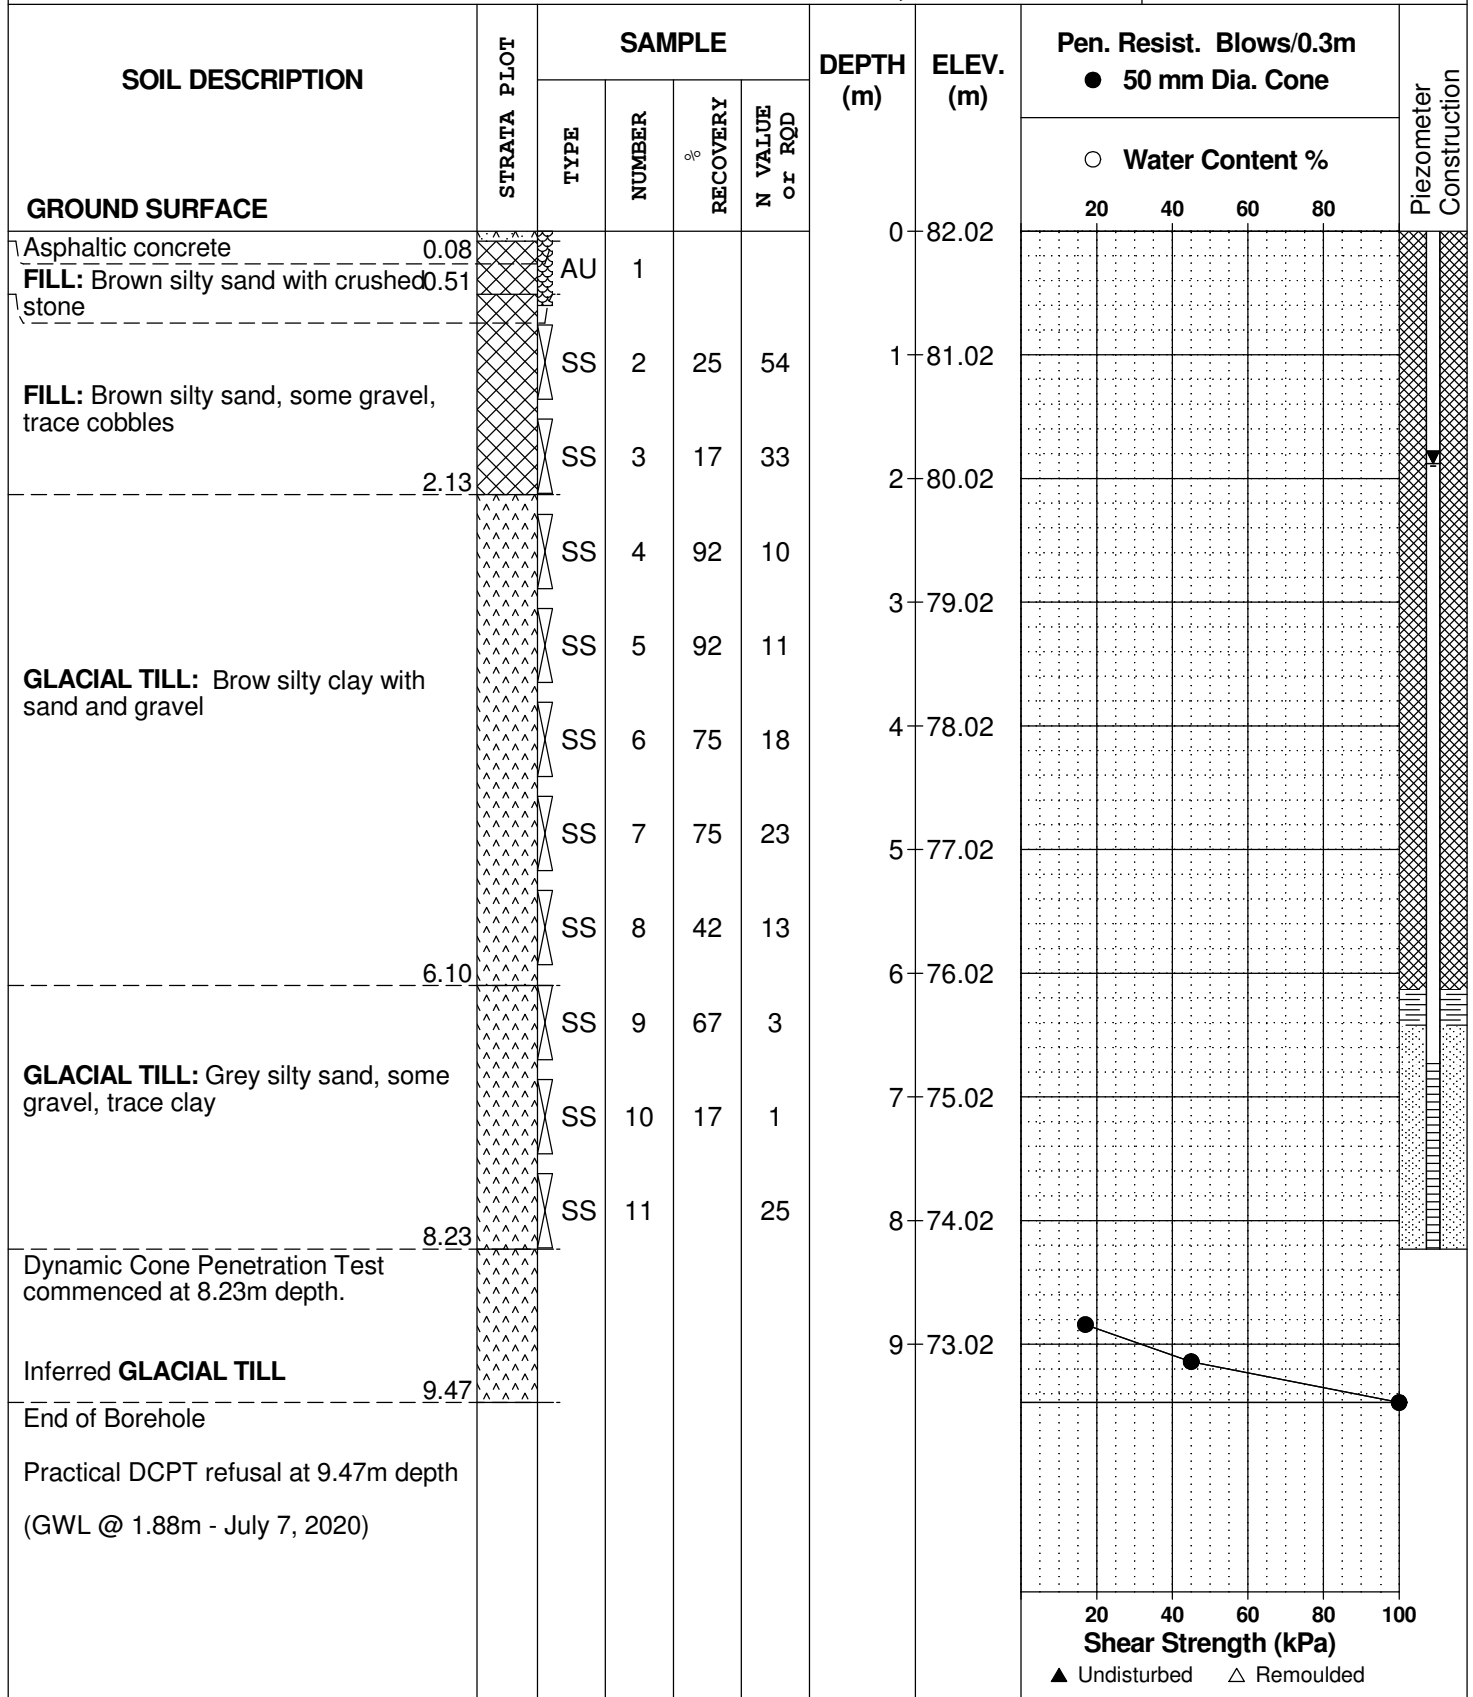 SOIL DESCRIPTION
GROUND SURFACE
STRATA PLOT
SAMPLE
TYPE
NUMBER
% RECOVERY
N VALUE or RQD
DEPTH (m)
ELEV. (m)
Pen. Resist. Blows/0.3m
● 50 mm Dia. Cone
○ Water Content %
20 40 60 80
Piezometer Construction
0 82.02
Asphaltic concrete 0.08
FILL: Brown silty sand with crushed 0.51
stone
AU 1
SS 2 25 54
1 81.02
FILL: Brown silty sand, some gravel,
trace cobbles
SS 3 17 33
2.13
2 80.02
SS 4 92 10
3 79.02
SS 5 92 11
GLACIAL TILL: Brow silty clay with
sand and gravel
SS 6 75 18
4 78.02
SS 7 75 23
5 77.02
SS 8 42 13
6.10
6 76.02
SS 9 67 3
GLACIAL TILL: Grey silty sand, some
gravel, trace clay
7 75.02
SS 10 17 1
SS 11 25
8 74.02
8.23
Dynamic Cone Penetration Test
commenced at 8.23m depth.
9 73.02
Inferred GLACIAL TILL
9.47
End of Borehole
Practical DCPT refusal at 9.47m depth
(GWL @ 1.88m - July 7, 2020)
20 40 60 80 100
Shear Strength (kPa)
▲ Undisturbed △ Remoulded